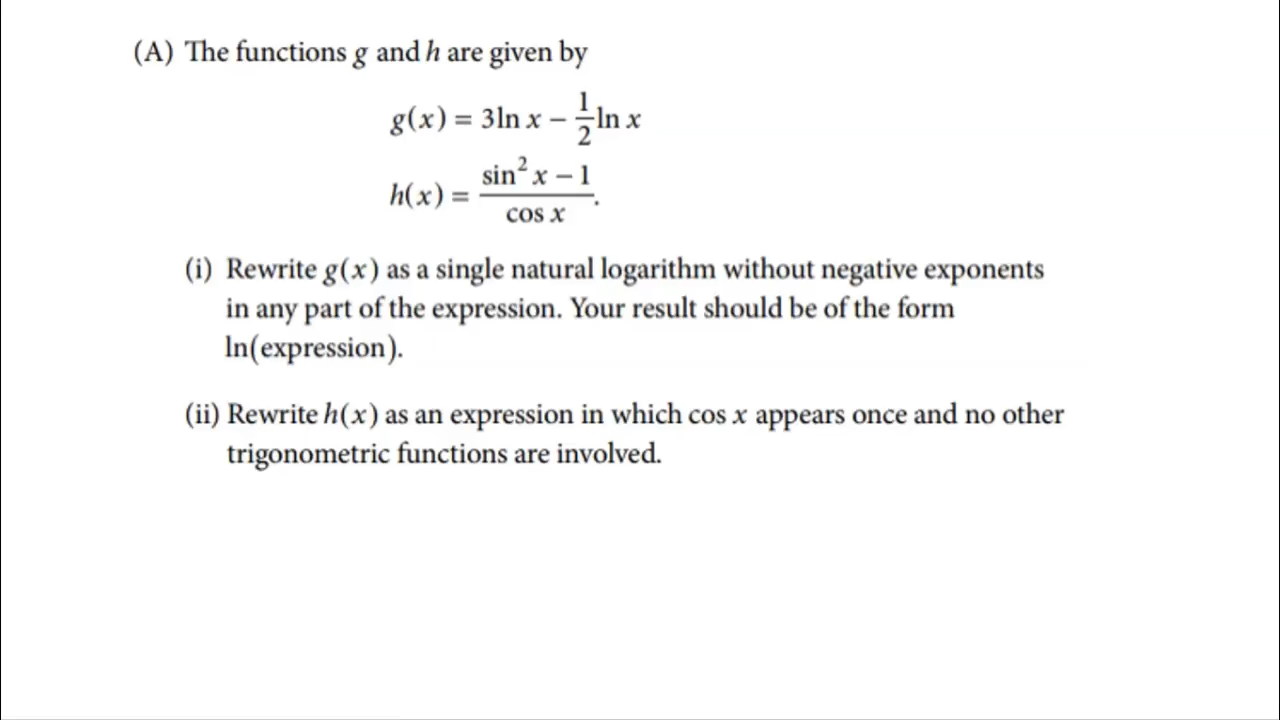 (A) The functions g and h are given by
g(x) = 3ln x − 1/2 ln x
h(x) = (sin² x − 1)/(cos x).
(i) Rewrite g(x) as a single natural logarithm without negative exponents
in any part of the expression. Your result should be of the form
ln(expression).
(ii) Rewrite h(x) as an expression in which cos x appears once and no other
trigonometric functions are involved.